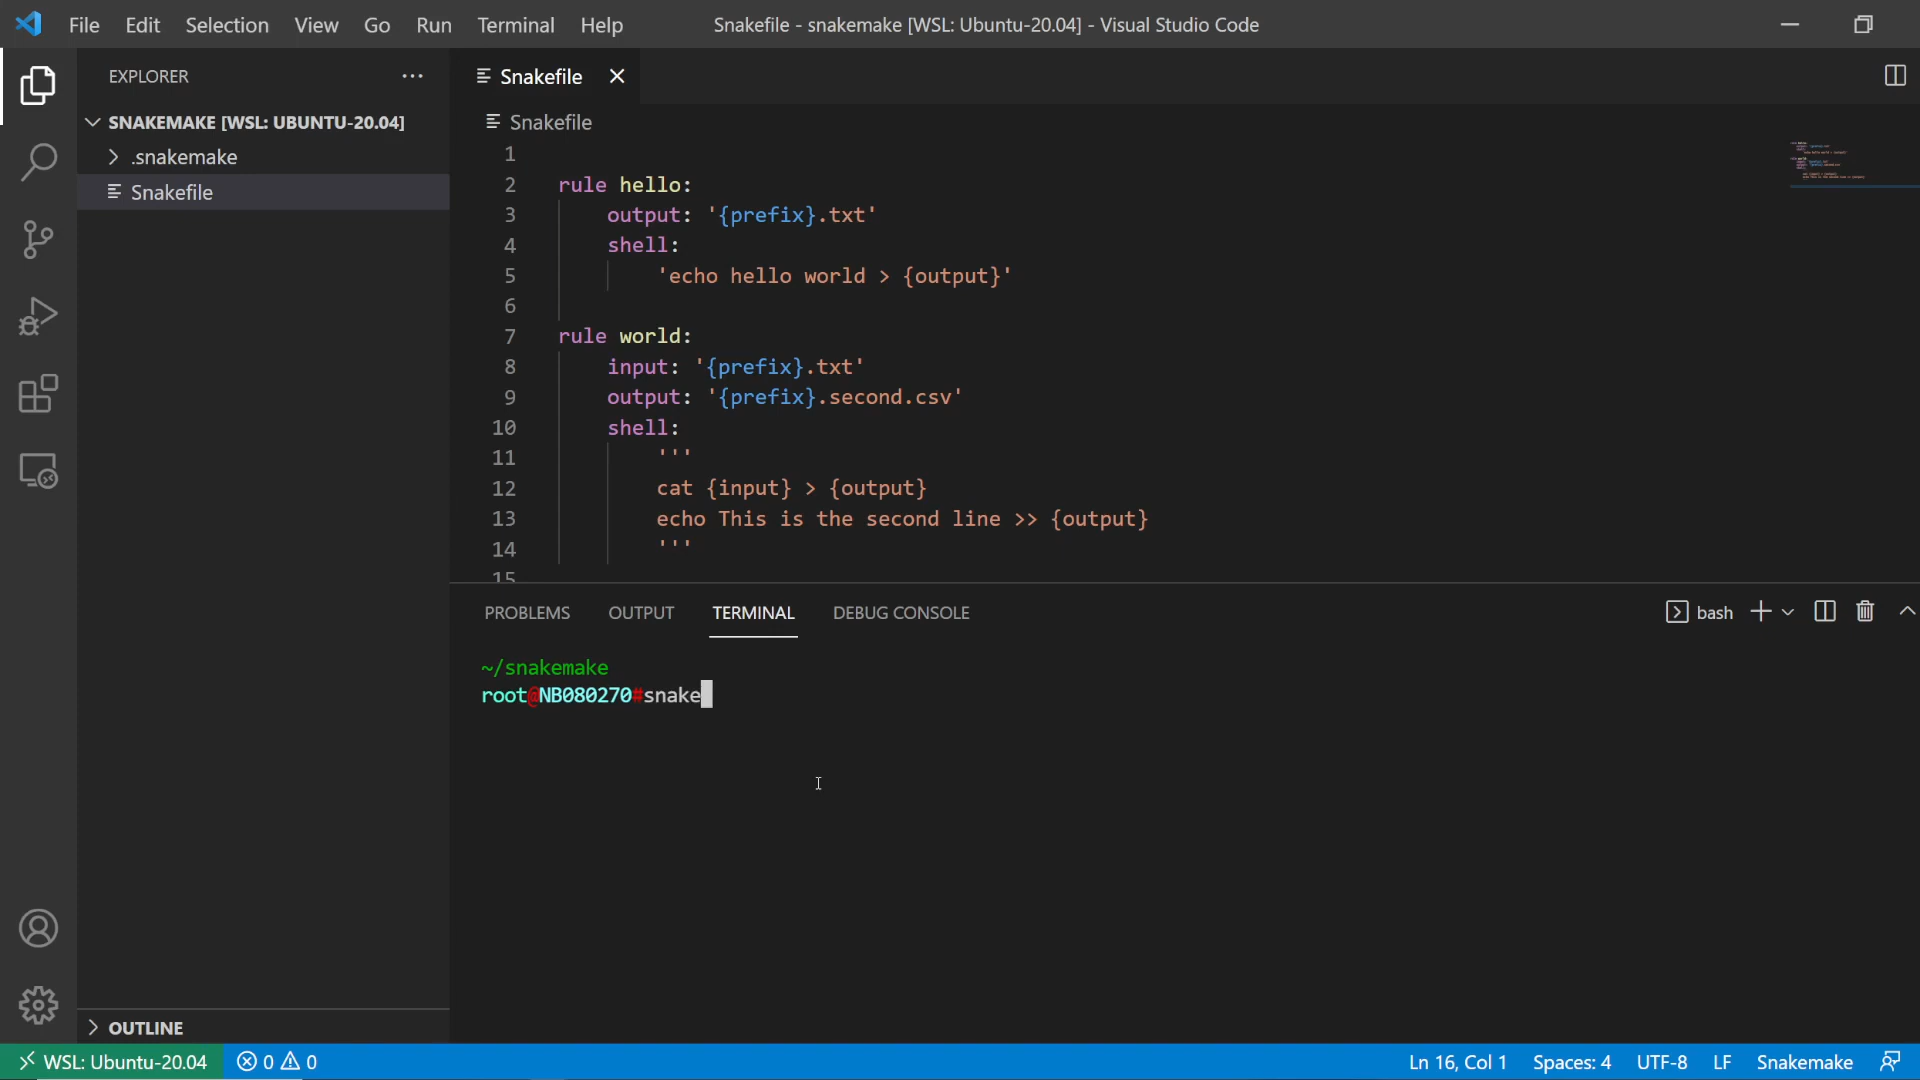 File Edit Selection View Go Run Terminal Help Snakefile - snakemake [WSL: Ubuntu-20.04] - Visual Studio Code
EXPLORER ···
SNAKEMAKE [WSL: UBUNTU-20.04]
.snakemake
Snakefile
OUTLINE
Snakefile
Snakefile
1
2 rule hello:
3 output: '{prefix}.txt'
4 shell:
5 'echo hello world > {output}'
6
7 rule world:
8 input: '{prefix}.txt'
9 output: '{prefix}.second.csv'
10 shell:
11 '''
12 cat {input} > {output}
13 echo This is the second line >> {output}
14 '''
15
PROBLEMS OUTPUT TERMINAL DEBUG CONSOLE bash
~/snakemake
root@NB080270#snake
WSL: Ubuntu-20.04 0 0 Ln 16, Col 1 Spaces: 4 UTF-8 LF Snakemake